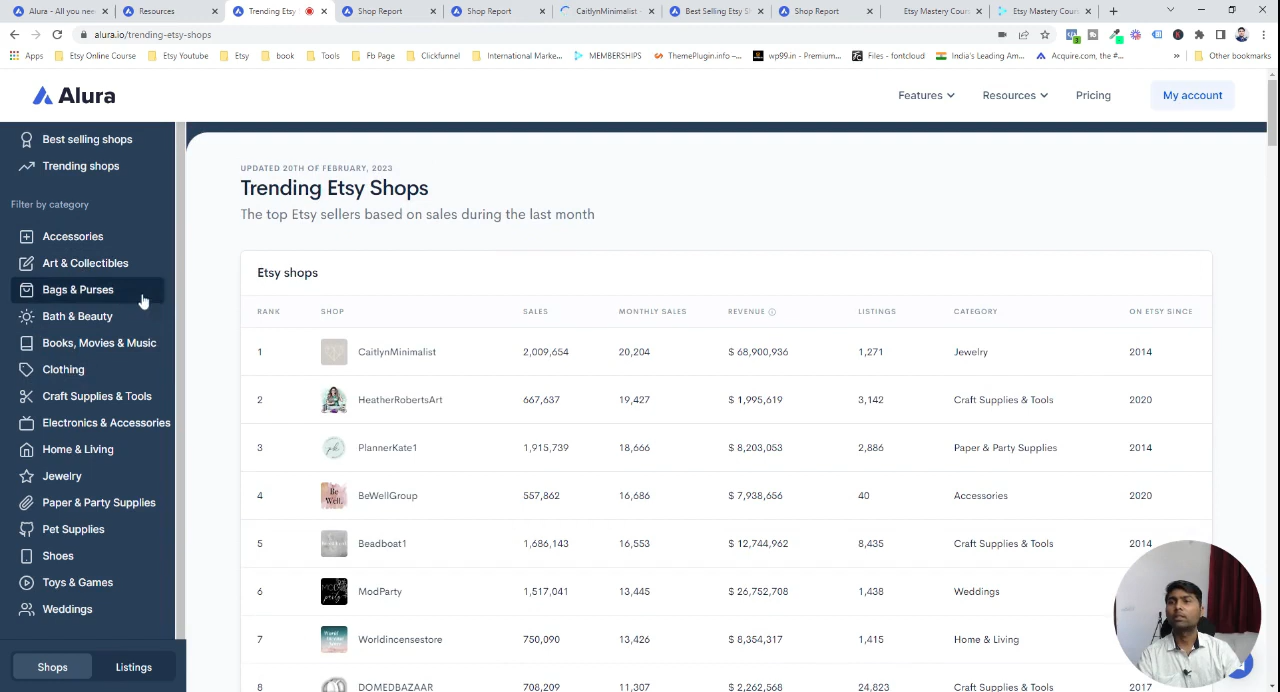 Alura - All you nee
Resources
Trending Etsy
Shop Report
Shop Report
CaitlynMinimalist -
Best Selling Etsy Sh
Shop Report
Etsy Mastery Cour
Etsy Mastery Cour
alura.io/trending-etsy-shops
Apps
Etsy Online Course
Etsy Youtube
Etsy
book
Tools
Fb Page
Clickfunnel
International Marke...
MEMBERSHIPS
ThemePlugin.info –...
wp99.in - Premium...
Files - fontcloud
India's Leading Am...
Acquire.com, the #...
Other bookmarks
Alura
Features
Resources
Pricing
My account
Best selling shops
Trending shops
Filter by category
Accessories
Art & Collectibles
Bags & Purses
Bath & Beauty
Books, Movies & Music
Clothing
Craft Supplies & Tools
Electronics & Accessories
Home & Living
Jewelry
Paper & Party Supplies
Pet Supplies
Shoes
Toys & Games
Weddings
Shops
Listings
UPDATED 20TH OF FEBRUARY, 2023
Trending Etsy Shops
The top Etsy sellers based on sales during the last month
Etsy shops
RANK SHOP SALES MONTHLY SALES REVENUE LISTINGS CATEGORY ON ETSY SINCE
1 CaitlynMinimalist 2,009,654 20,204 $ 68,900,936 1,271 Jewelry 2014
2 HeatherRobertsArt 667,637 19,427 $ 1,995,619 3,142 Craft Supplies & Tools 2020
3 PlannerKate1 1,915,739 18,666 $ 8,203,053 2,886 Paper & Party Supplies 2014
4 BeWellGroup 557,862 16,686 $ 7,938,656 40 Accessories 2020
5 Beadboat1 1,686,143 16,553 $ 12,744,962 8,435 Craft Supplies & Tools 2014
6 ModParty 1,517,041 13,445 $ 26,752,708 1,438 Weddings
7 Worldincensestore 750,090 13,426 $ 8,354,317 1,415 Home & Living
8 DOMEDBAZAAR 708,209 11,307 $ 2,262,568 24,823 Craft Supplies & Tools 2017